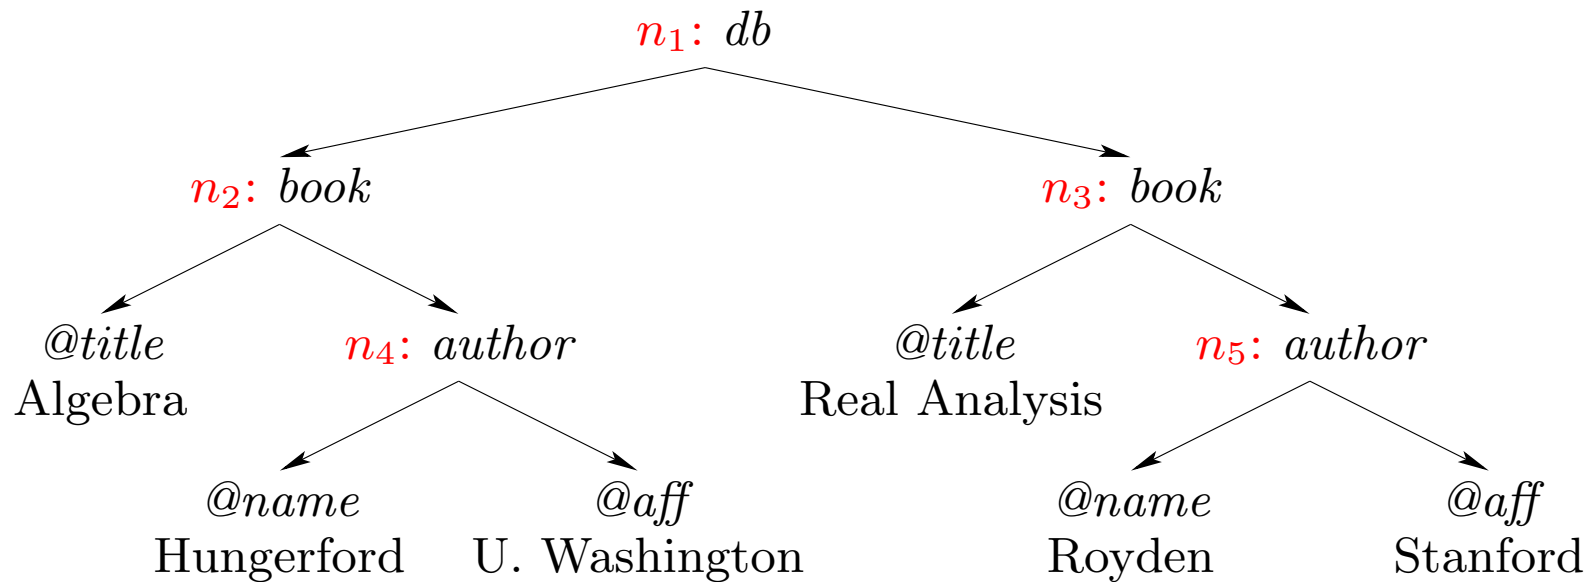 n₁: db
n₂: book n₃: book
@title n₄: author @title n₅: author
Algebra Real Analysis
@name @aff @name @aff
Hungerford U. Washington Royden Stanford